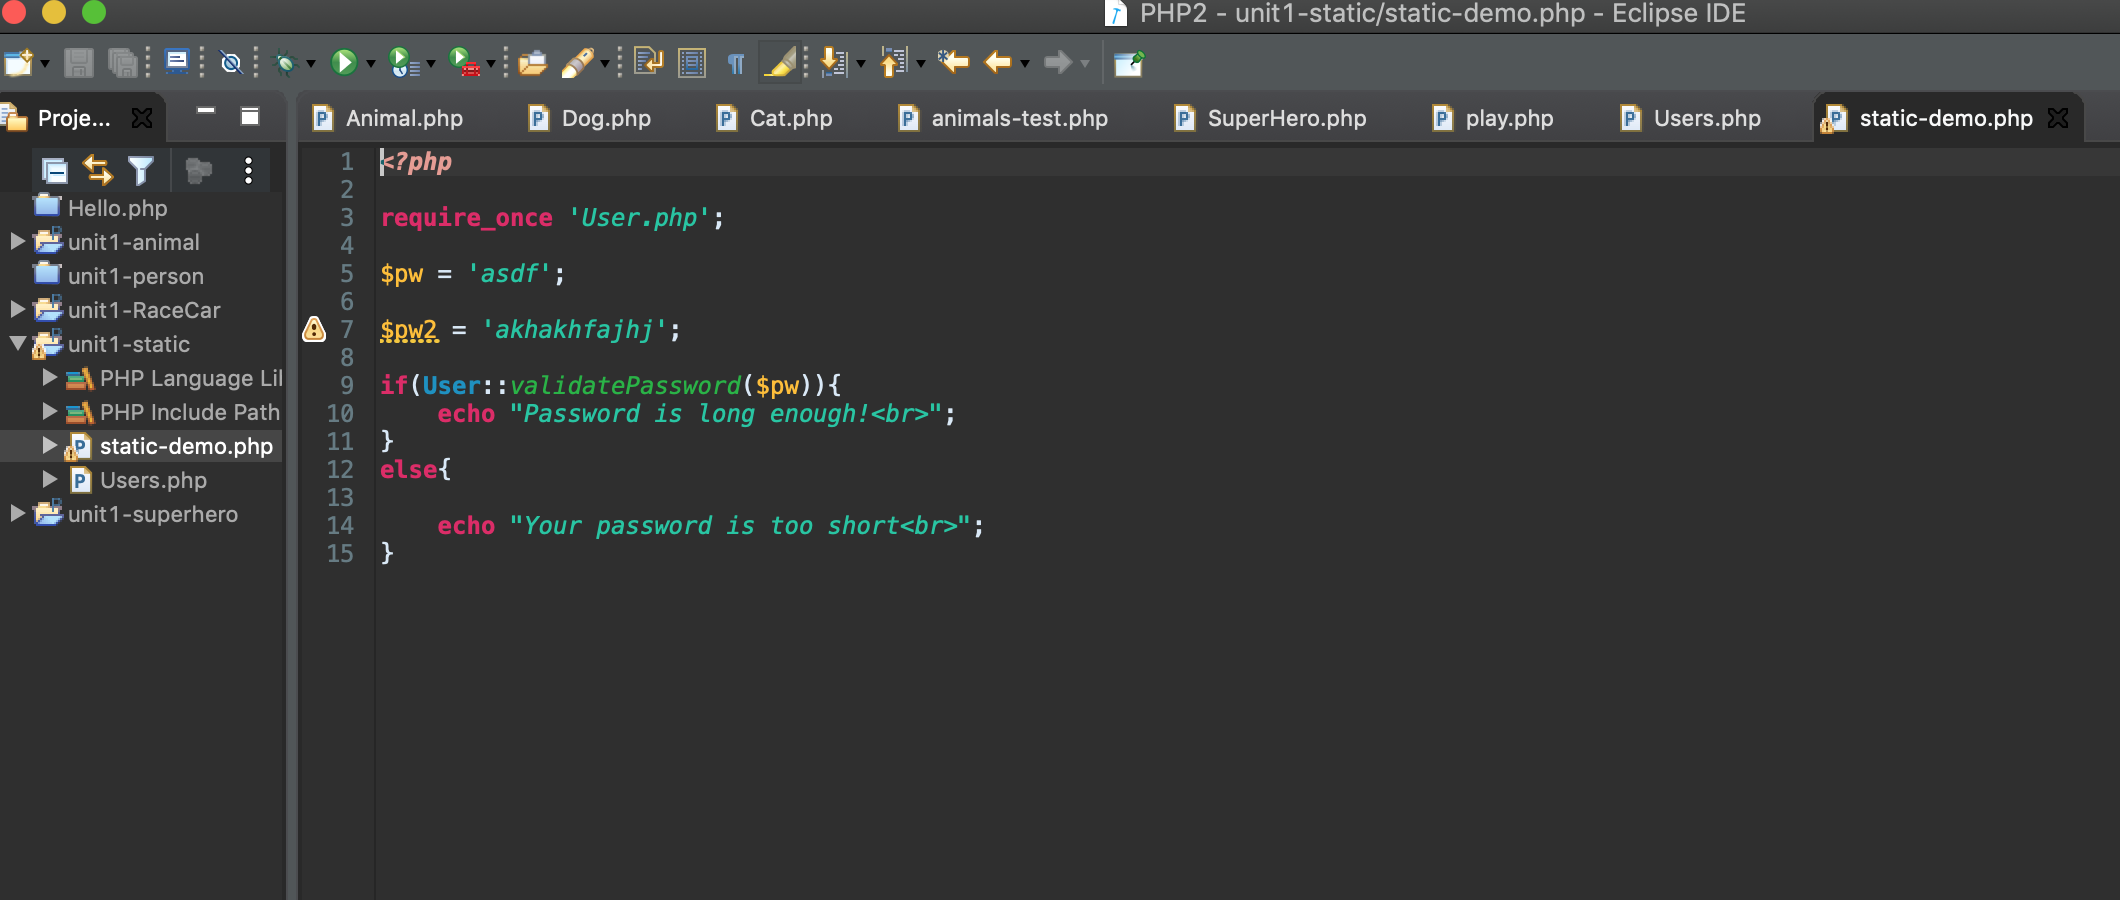 PHP2 - unit1-static/static-demo.php - Eclipse IDE
Proje...
Animal.php
Dog.php
Cat.php
animals-test.php
SuperHero.php
play.php
Users.php
static-demo.php
Hello.php
unit1-animal
unit1-person
unit1-RaceCar
unit1-static
PHP Language Lil
PHP Include Path
static-demo.php
Users.php
unit1-superhero
1 <?php
2
3 require_once 'User.php';
4
5 $pw = 'asdf';
6
7 $pw2 = 'akhakhfajhj';
8
9 if(User::validatePassword($pw)){
10     echo "Password is long enough!<br>";
11 }
12 else{
13
14     echo "Your password is too short<br>";
15 }